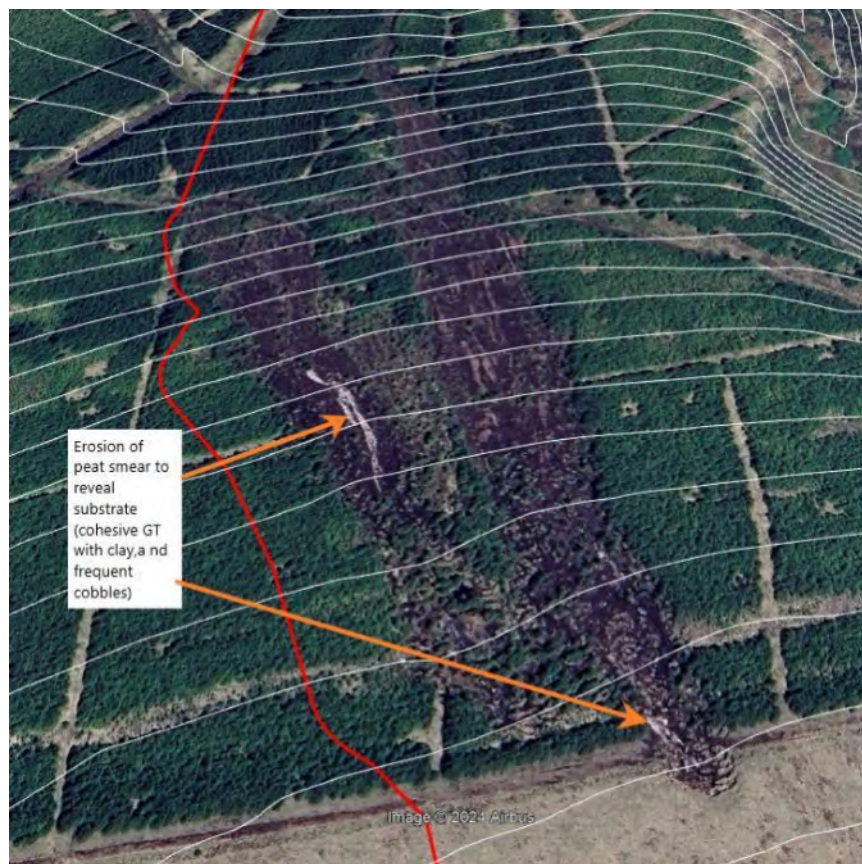 Erosion of
peat smear to
reveal
substrate
(cohesive GT
with clay,a nd
frequent
cobbles)
Image © 2024 Airbus